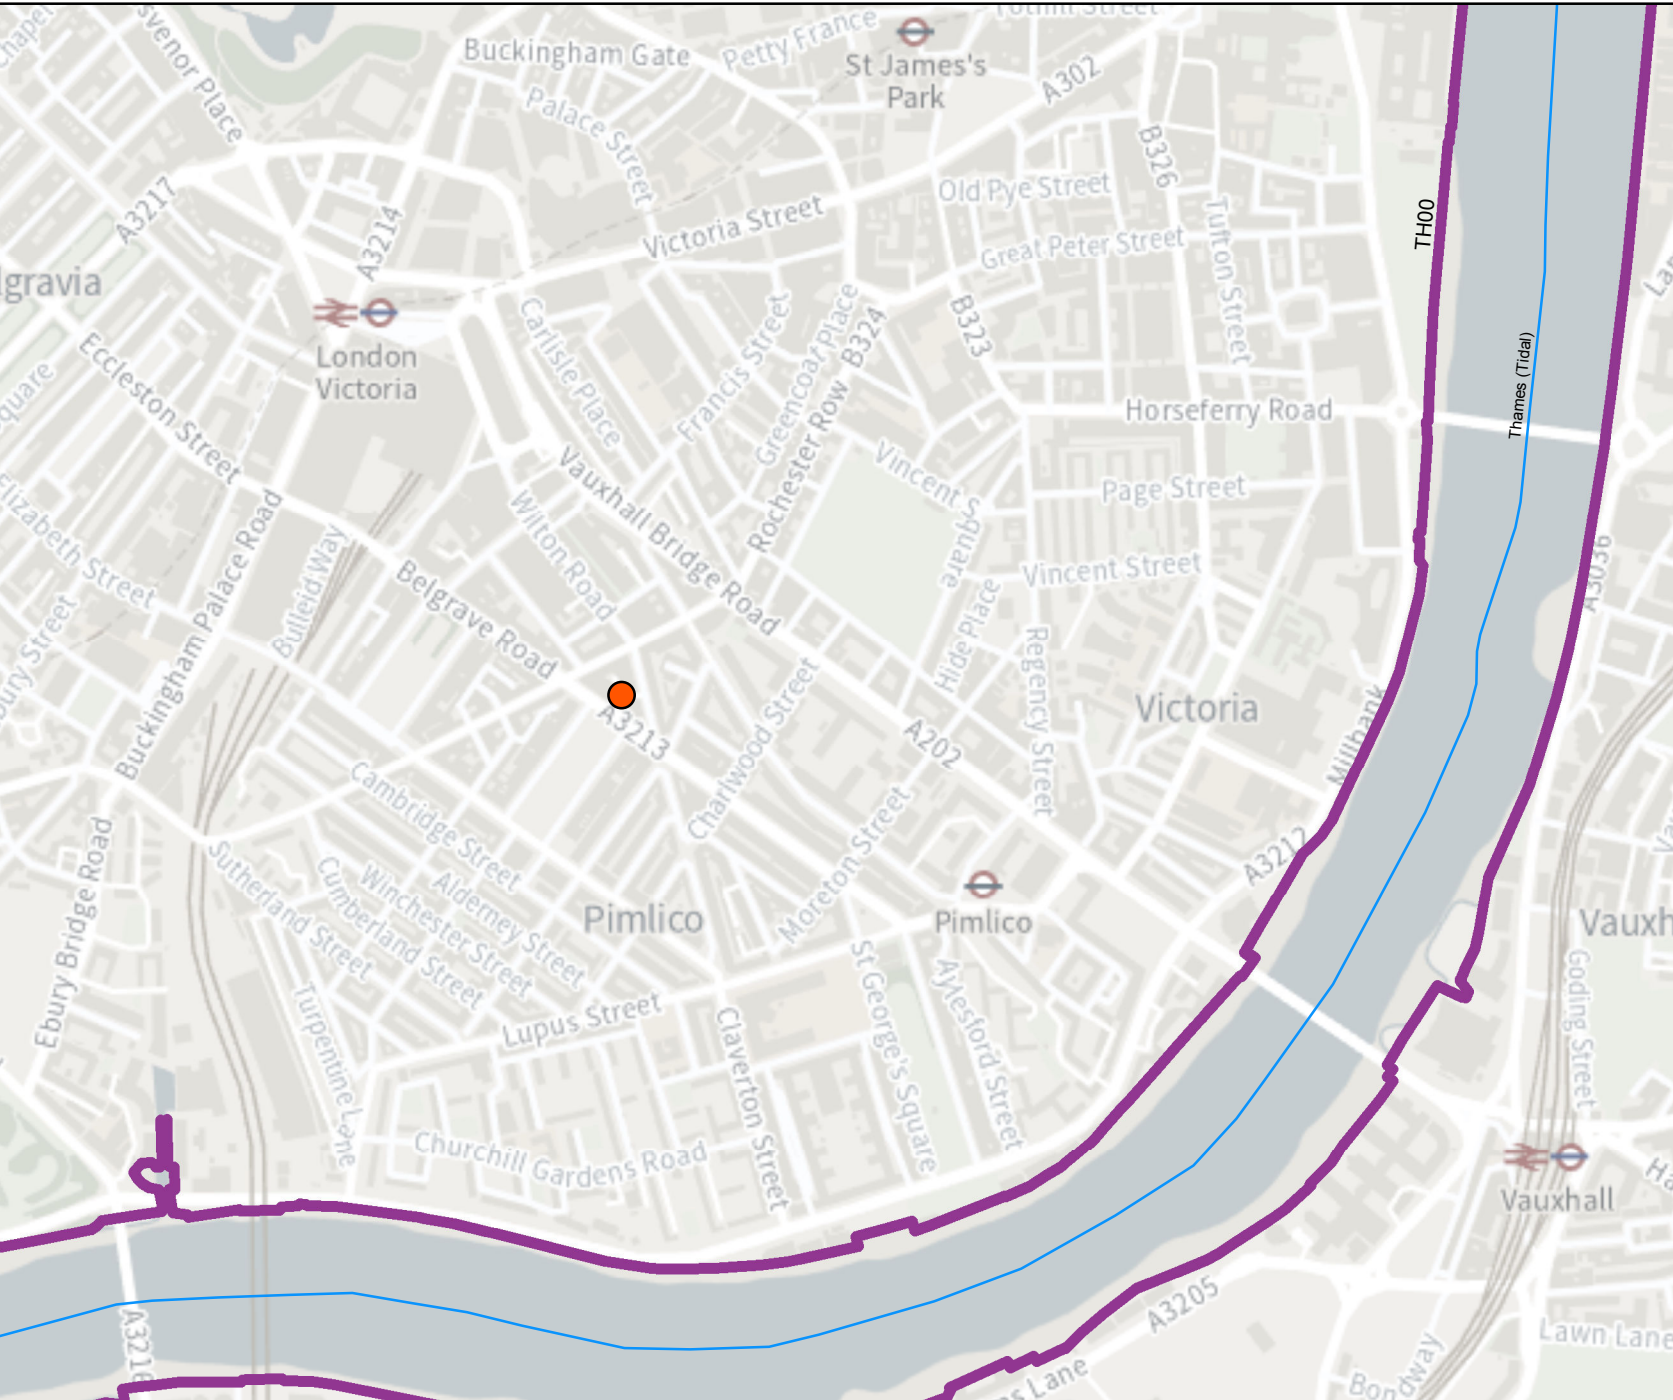 Tothill Street
Buckingham Gate
Petty France
St James's
Park
A302
Palace Street
B326
Old Pye Street
A3217
A3214
Victoria Street
Great Peter Street
Tufton Street
TH00
London
Victoria
Carlisle Place
Francis Street
Greencoat Place
B324
B323
Eccleston Street
Horseferry Road
Thames (Tidal)
Rochester Row
Vauxhall Bridge Road
Vincent Square
Page Street
Wilton Road
Elizabeth Street
Buckingham Palace Road
Bulleid Way
Belgrave Road
Vincent Street
Hide Place
Regency Street
A3036
Victoria
Millbank
A3213
Charlwood Street
A202
Cambridge Street
A3212
Sutherland Street
Cumberland Street
Winchester Street
Alderney Street
Pimlico
Moreton Street
Pimlico
Ebury Bridge Road
Turpentine Lane
Lupus Street
St George's Square
Aylesford Street
Claverton Street
Goding Street
Churchill Gardens Road
Vauxhall
A3216
A3205
Lawn Lane
Bondway